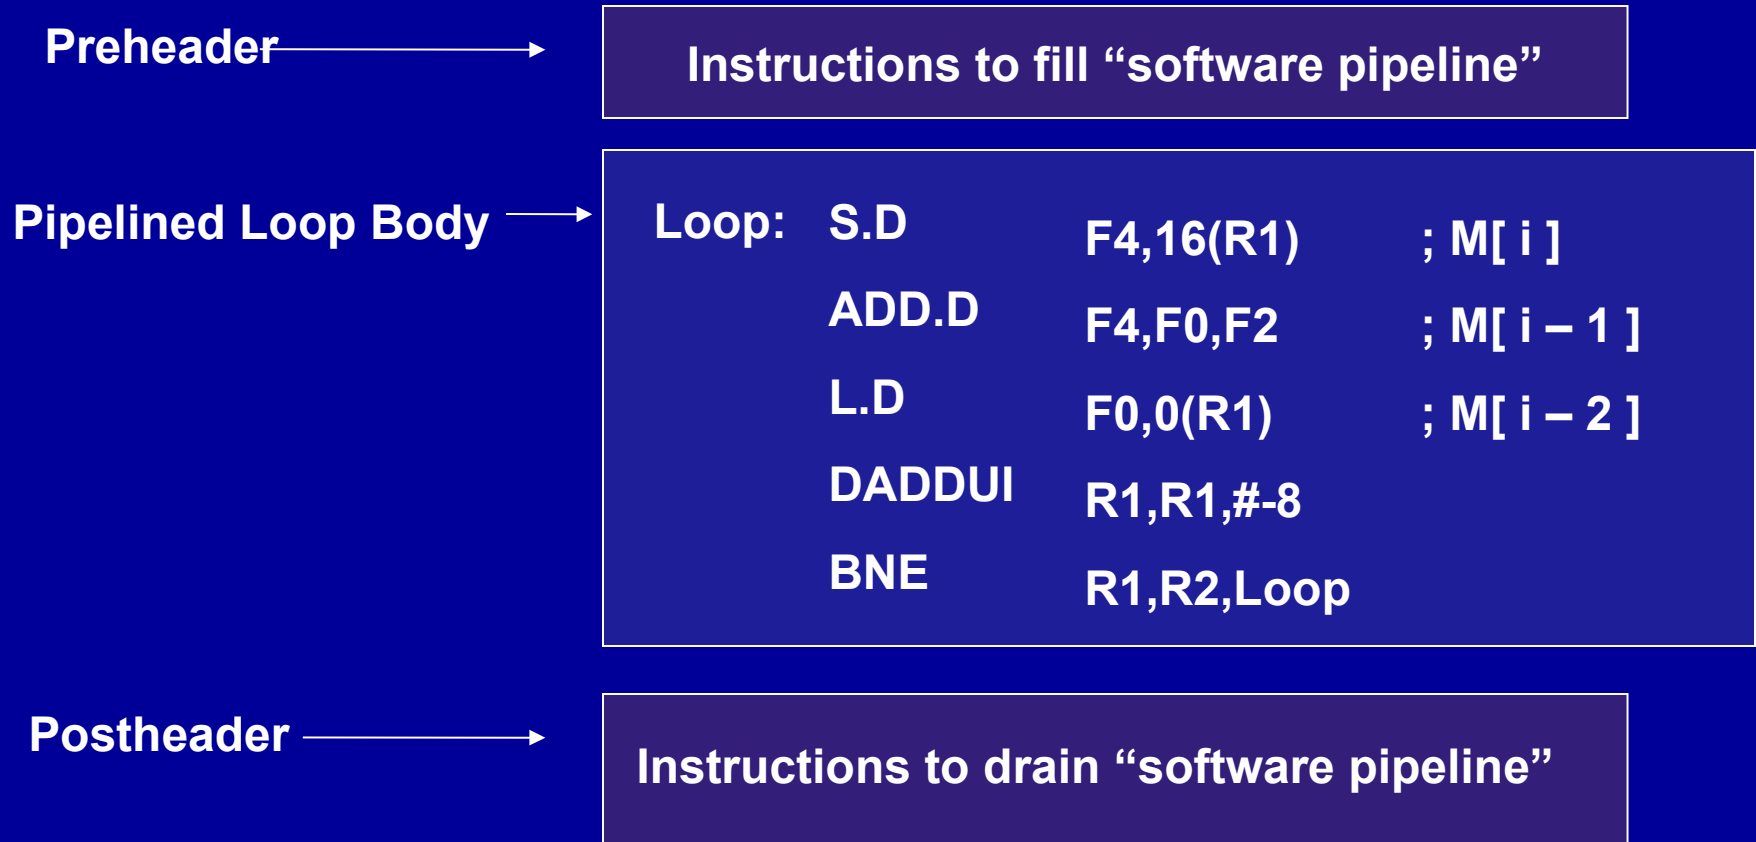 Preheader
Instructions to fill “software pipeline”
Pipelined Loop Body
Loop: S.D F4,16(R1) ; M[ i ]
ADD.D F4,F0,F2 ; M[ i – 1 ]
L.D F0,0(R1) ; M[ i – 2 ]
DADDUI R1,R1,#-8
BNE R1,R2,Loop
Postheader
Instructions to drain “software pipeline”